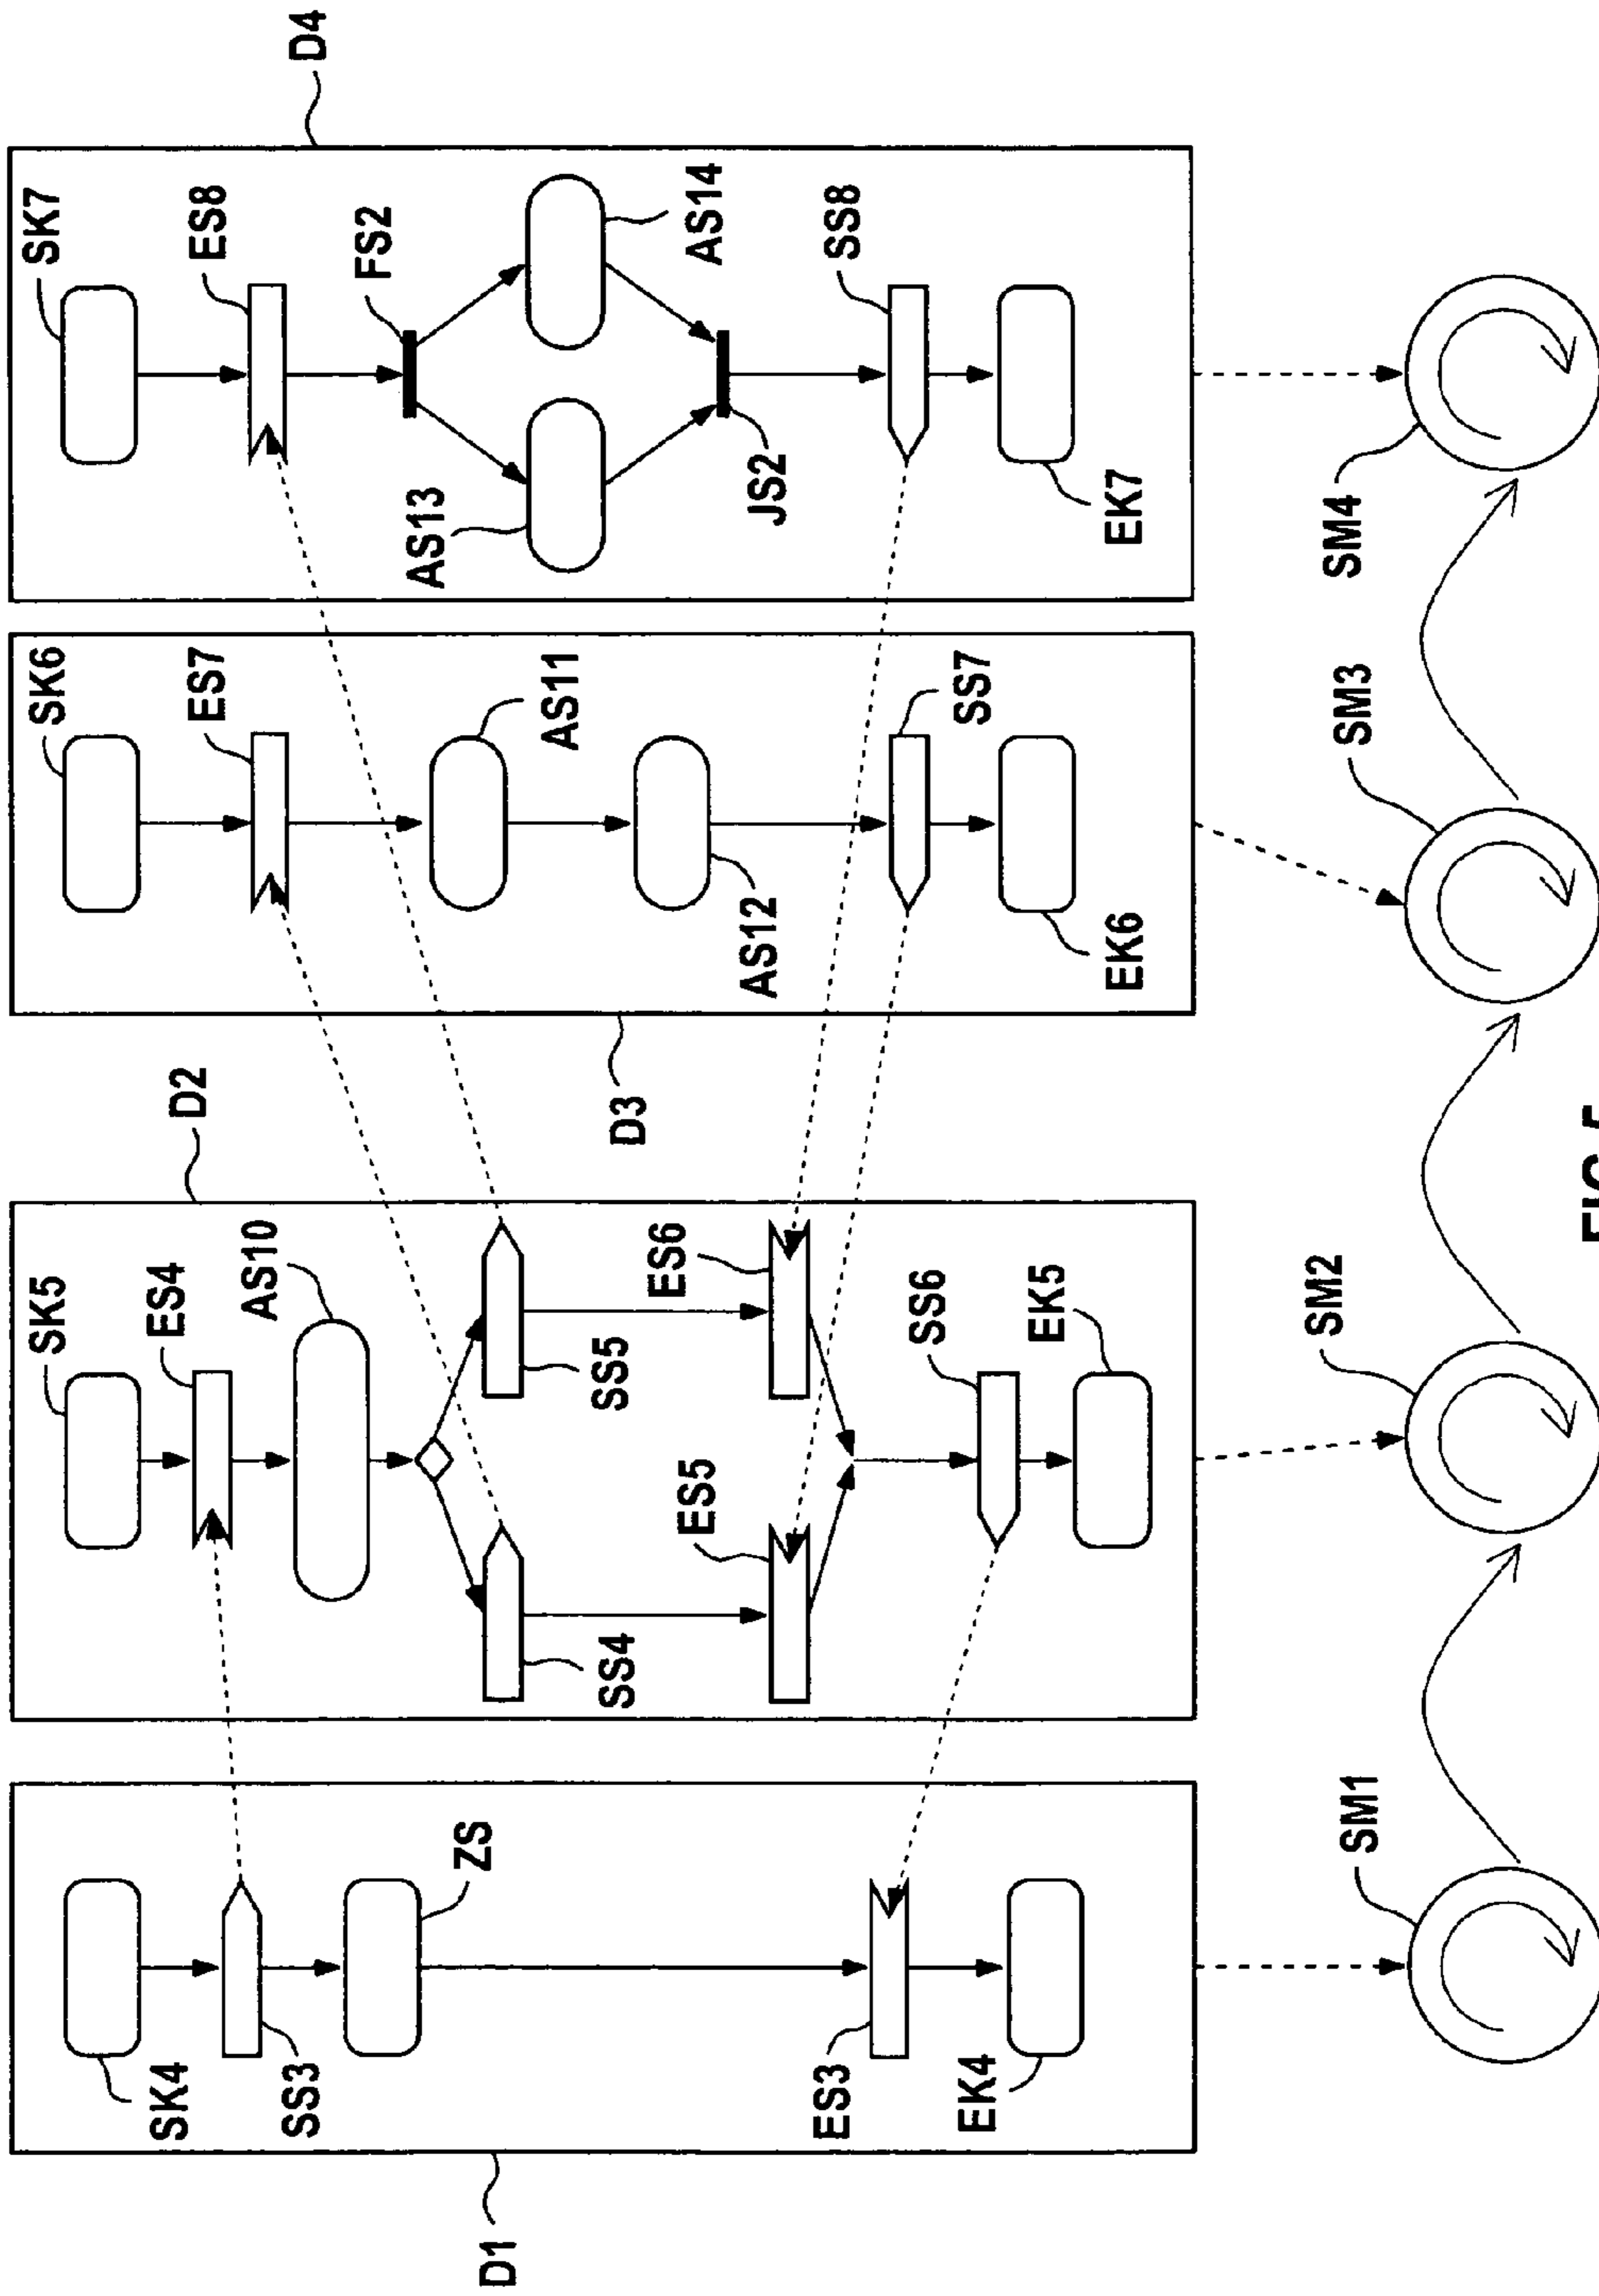 D1
SK4
SS3
ZS
ES3
EK4
D2
SK5
ES4
AS10
SS4
SS5
ES5
ES6
SS6
EK5
D3
SK6
ES7
AS11
AS12
SS7
EK6
D4
SK7
ES8
FS2
AS13
AS14
JS2
SS8
EK7
SM1
SM2
SM3
SM4